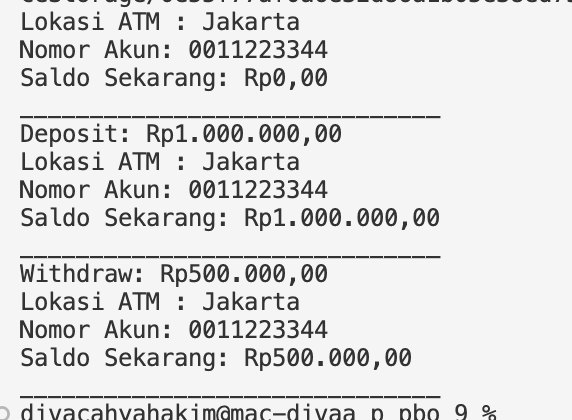 Lokasi ATM : Jakarta
Nomor Akun: 0011223344
Saldo Sekarang: Rp0,00
______________________________
Deposit: Rp1.000.000,00
Lokasi ATM : Jakarta
Nomor Akun: 0011223344
Saldo Sekarang: Rp1.000.000,00
______________________________
Withdraw: Rp500.000,00
Lokasi ATM : Jakarta
Nomor Akun: 0011223344
Saldo Sekarang: Rp500.000,00
______________________________
divacahyahakim@mac-divaa p_pbo_9 %